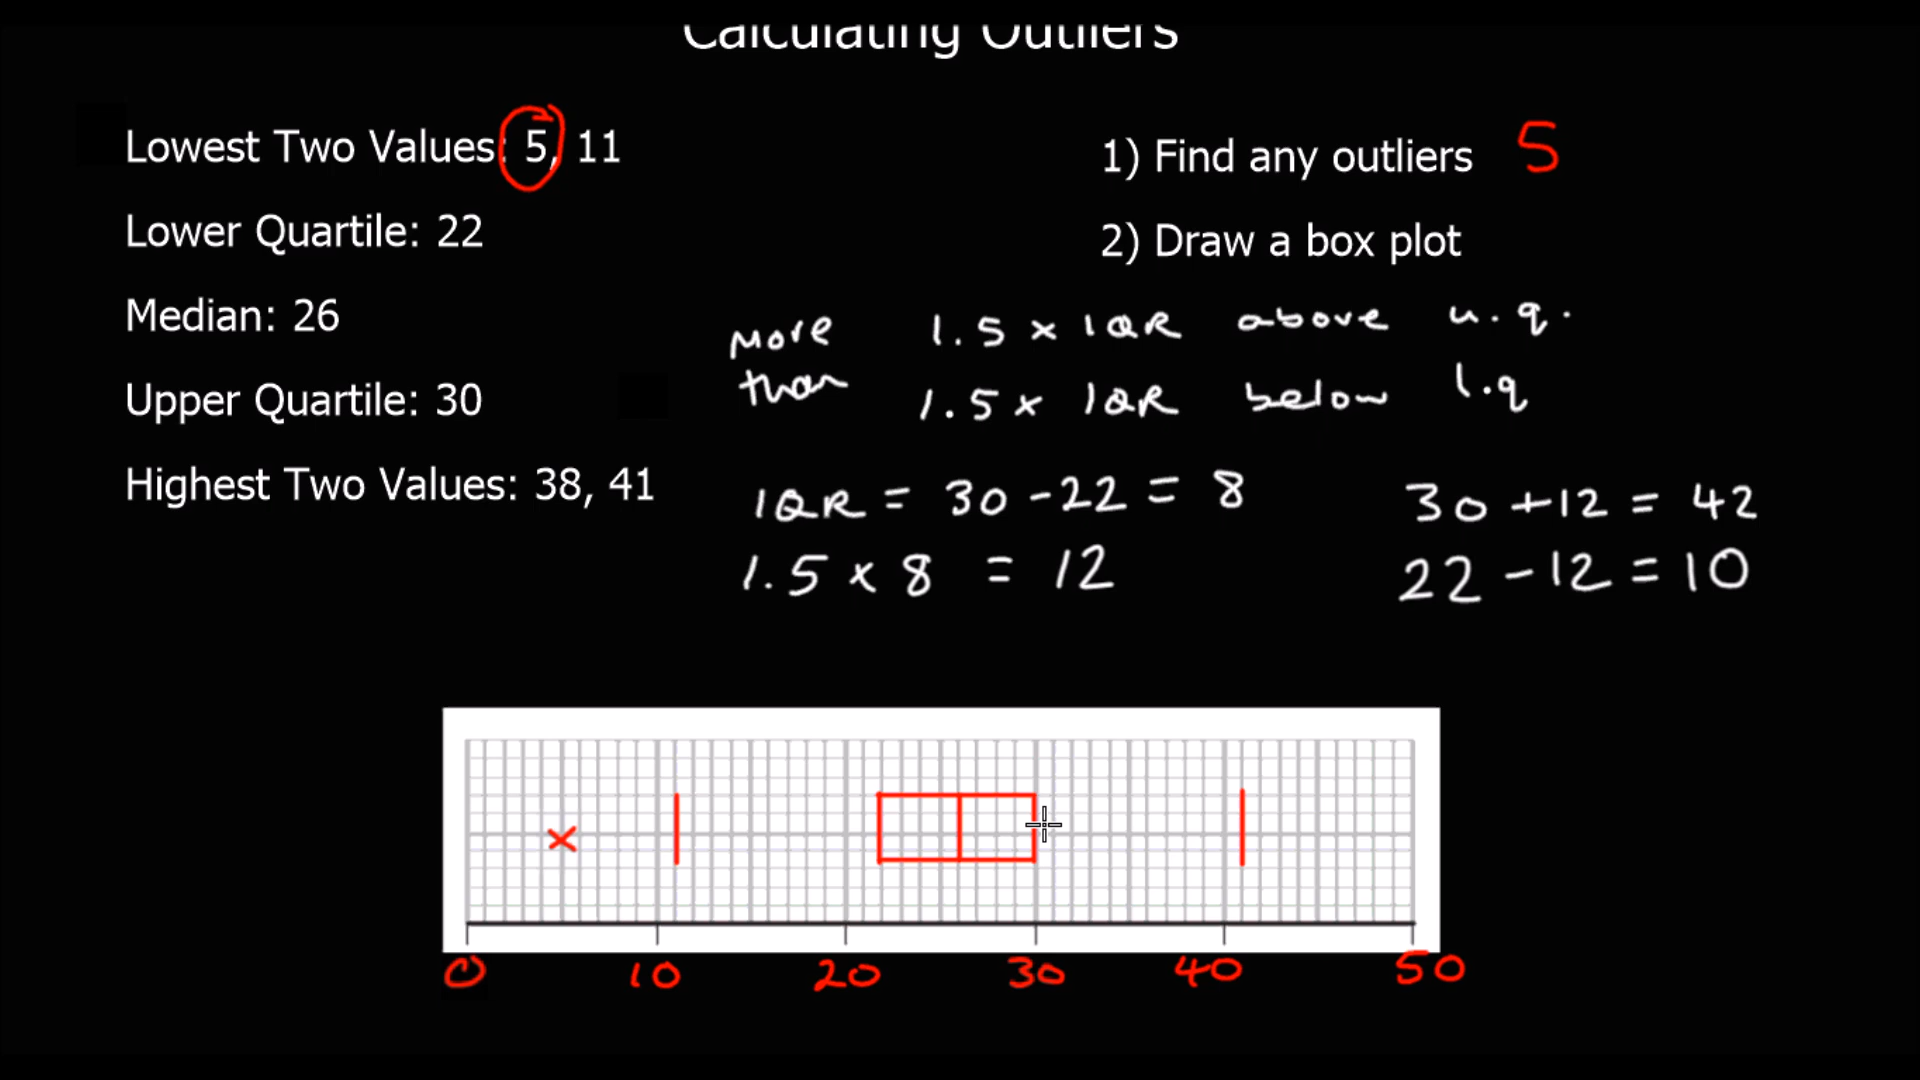 Calculating Outliers
Lowest Two Values: 5, 11
Lower Quartile: 22
Median: 26
Upper Quartile: 30
Highest Two Values: 38, 41
1) Find any outliers 5
2) Draw a box plot
More 1.5 x IQR above u.q.
than 1.5 x IQR below l.q
IQR = 30 - 22 = 8
1.5 x 8 = 12
30 + 12 = 42
22 - 12 = 10
0 10 20 30 40 50